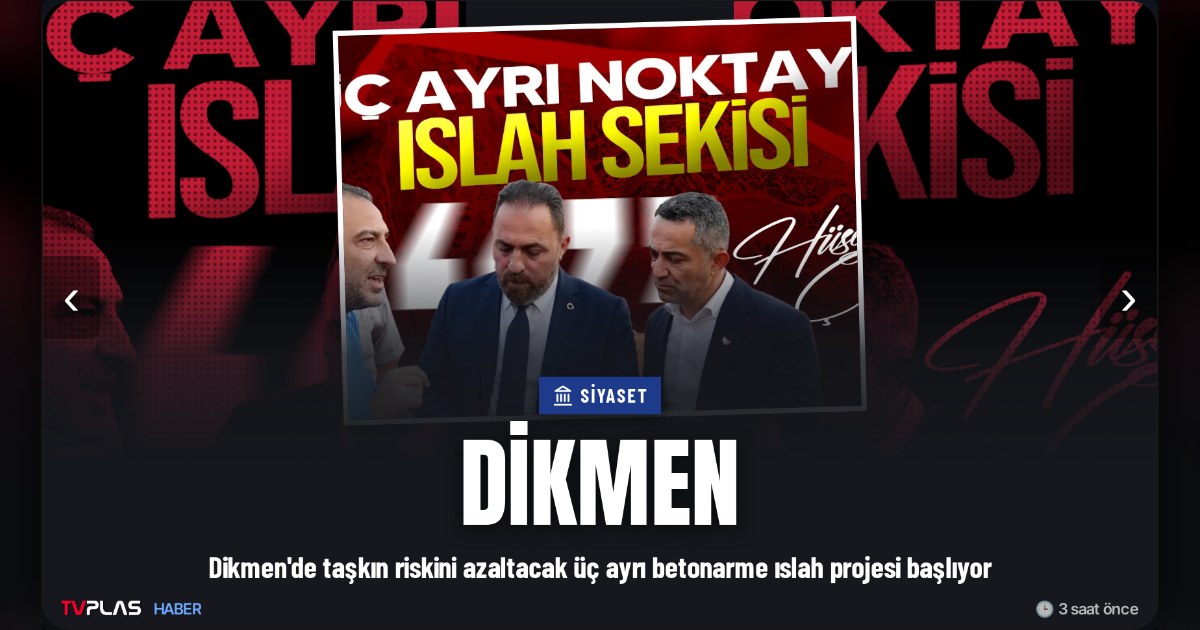 Ç AYRI NOKTAY
ISLAH SEKİSİ
SİYASET
DİKMEN
Dikmen'de taşkın riskini azaltacak üç ayrı betonarme ıslah projesi başlıyor
TVPLAS HABER
3 saat önce